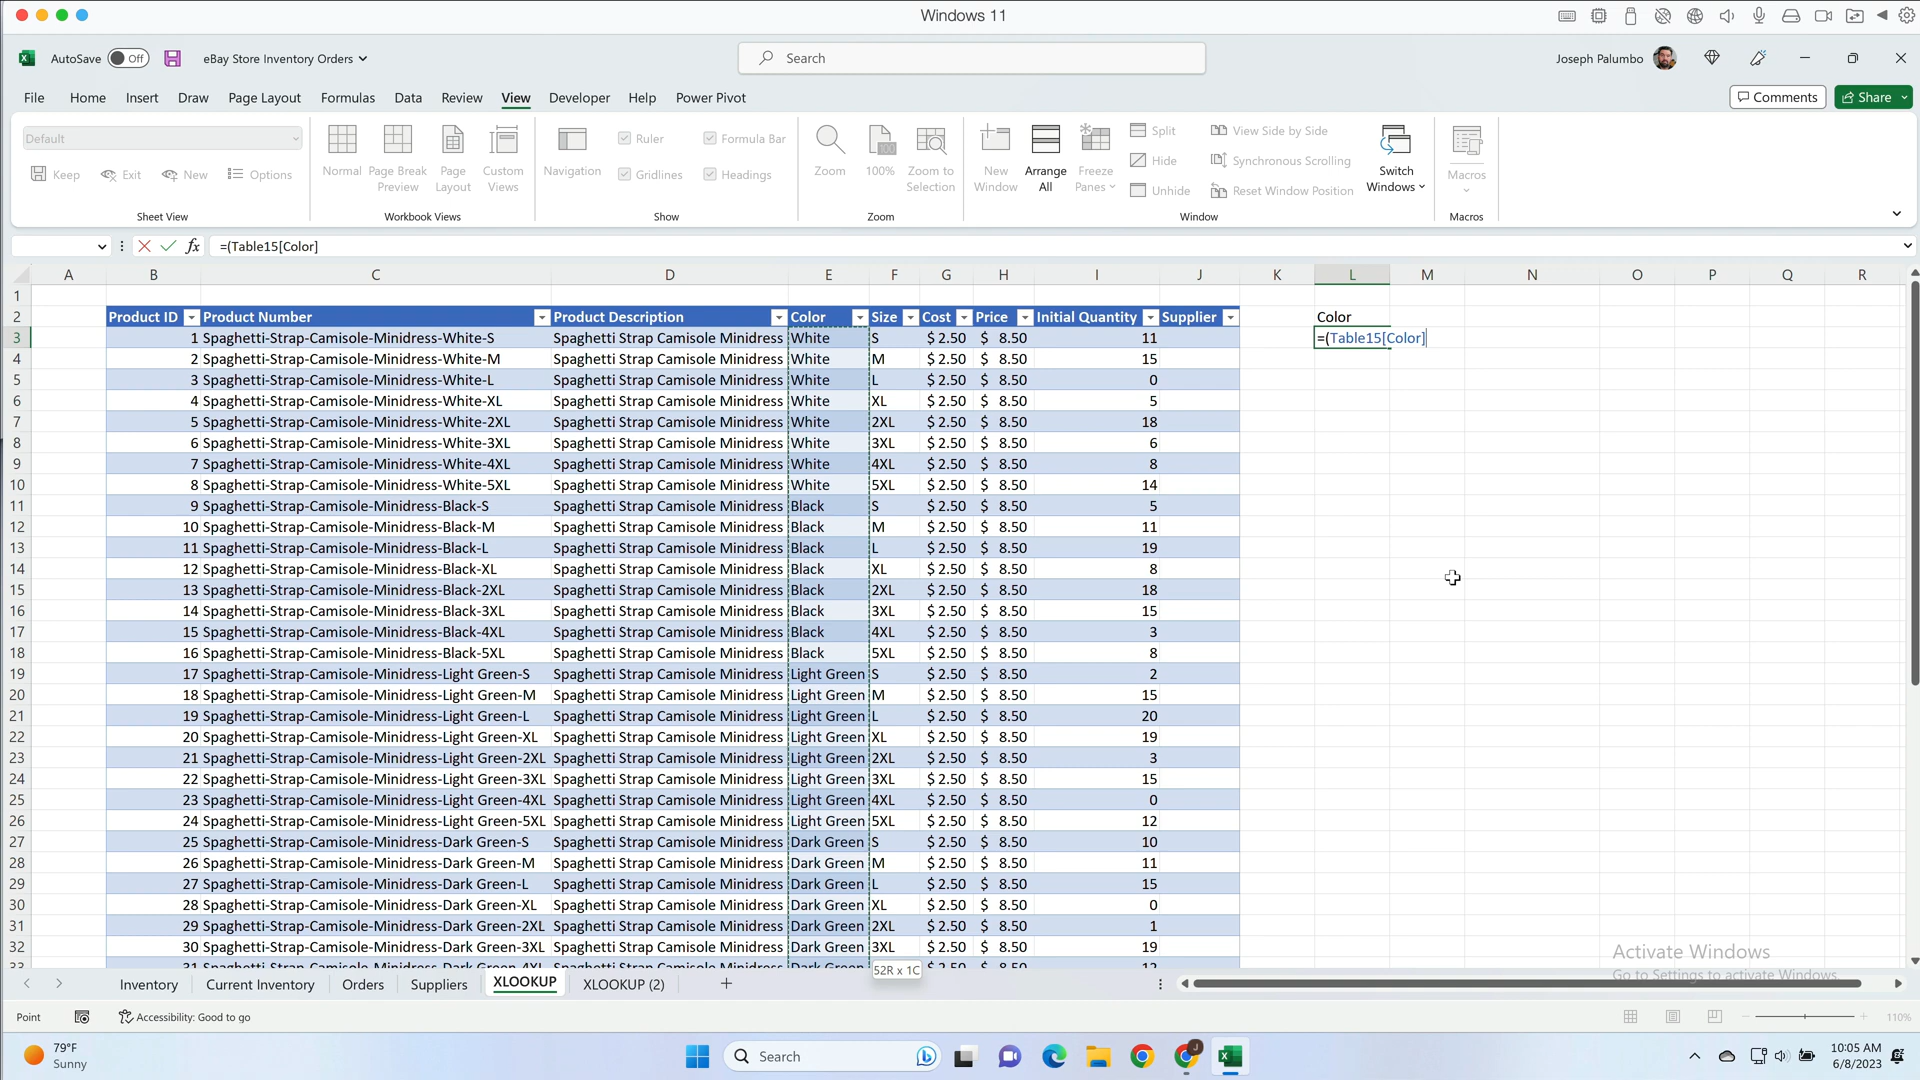 Windows 11
AutoSave Off eBay Store Inventory Orders Search Joseph Palumbo
File Home Insert Draw Page Layout Formulas Data Review View Developer Help Power Pivot Comments Share
Default
Keep Exit New Options
Sheet View
Normal Page Break Preview Page Layout Custom Views
Workbook Views
Navigation Ruler Formula Bar Gridlines Headings
Show
Zoom 100% Zoom to Selection
Zoom
New Window Arrange All Freeze Panes Split Hide Unhide View Side by Side Synchronous Scrolling Reset Window Position Switch Windows
Window
Macros
Macros
fx =(Table15[Color]
A B C D E F G H I J K L M N O P Q R
1
2 Product ID Product Number Product Description Color Size Cost Price Initial Quantity Supplier Color
3 1 Spaghetti-Strap-Camisole-Minidress-White-S Spaghetti Strap Camisole Minidress White S $ 2.50 $ 8.50 11 =(Table15[Color]
4 2 Spaghetti-Strap-Camisole-Minidress-White-M Spaghetti Strap Camisole Minidress White M $ 2.50 $ 8.50 15
5 3 Spaghetti-Strap-Camisole-Minidress-White-L Spaghetti Strap Camisole Minidress White L $ 2.50 $ 8.50 0
6 4 Spaghetti-Strap-Camisole-Minidress-White-XL Spaghetti Strap Camisole Minidress White XL $ 2.50 $ 8.50 5
7 5 Spaghetti-Strap-Camisole-Minidress-White-2XL Spaghetti Strap Camisole Minidress White 2XL $ 2.50 $ 8.50 18
8 6 Spaghetti-Strap-Camisole-Minidress-White-3XL Spaghetti Strap Camisole Minidress White 3XL $ 2.50 $ 8.50 6
9 7 Spaghetti-Strap-Camisole-Minidress-White-4XL Spaghetti Strap Camisole Minidress White 4XL $ 2.50 $ 8.50 8
10 8 Spaghetti-Strap-Camisole-Minidress-White-5XL Spaghetti Strap Camisole Minidress White 5XL $ 2.50 $ 8.50 14
11 9 Spaghetti-Strap-Camisole-Minidress-Black-S Spaghetti Strap Camisole Minidress Black S $ 2.50 $ 8.50 5
12 10 Spaghetti-Strap-Camisole-Minidress-Black-M Spaghetti Strap Camisole Minidress Black M $ 2.50 $ 8.50 11
13 11 Spaghetti-Strap-Camisole-Minidress-Black-L Spaghetti Strap Camisole Minidress Black L $ 2.50 $ 8.50 19
14 12 Spaghetti-Strap-Camisole-Minidress-Black-XL Spaghetti Strap Camisole Minidress Black XL $ 2.50 $ 8.50 8
15 13 Spaghetti-Strap-Camisole-Minidress-Black-2XL Spaghetti Strap Camisole Minidress Black 2XL $ 2.50 $ 8.50 18
16 14 Spaghetti-Strap-Camisole-Minidress-Black-3XL Spaghetti Strap Camisole Minidress Black 3XL $ 2.50 $ 8.50 15
17 15 Spaghetti-Strap-Camisole-Minidress-Black-4XL Spaghetti Strap Camisole Minidress Black 4XL $ 2.50 $ 8.50 3
18 16 Spaghetti-Strap-Camisole-Minidress-Black-5XL Spaghetti Strap Camisole Minidress Black 5XL $ 2.50 $ 8.50 8
19 17 Spaghetti-Strap-Camisole-Minidress-Light Green-S Spaghetti Strap Camisole Minidress Light Green S $ 2.50 $ 8.50 2
20 18 Spaghetti-Strap-Camisole-Minidress-Light Green-M Spaghetti Strap Camisole Minidress Light Green M $ 2.50 $ 8.50 15
21 19 Spaghetti-Strap-Camisole-Minidress-Light Green-L Spaghetti Strap Camisole Minidress Light Green L $ 2.50 $ 8.50 20
22 20 Spaghetti-Strap-Camisole-Minidress-Light Green-XL Spaghetti Strap Camisole Minidress Light Green XL $ 2.50 $ 8.50 19
23 21 Spaghetti-Strap-Camisole-Minidress-Light Green-2XL Spaghetti Strap Camisole Minidress Light Green 2XL $ 2.50 $ 8.50 3
24 22 Spaghetti-Strap-Camisole-Minidress-Light Green-3XL Spaghetti Strap Camisole Minidress Light Green 3XL $ 2.50 $ 8.50 15
25 23 Spaghetti-Strap-Camisole-Minidress-Light Green-4XL Spaghetti Strap Camisole Minidress Light Green 4XL $ 2.50 $ 8.50 0
26 24 Spaghetti-Strap-Camisole-Minidress-Light Green-5XL Spaghetti Strap Camisole Minidress Light Green 5XL $ 2.50 $ 8.50 12
27 25 Spaghetti-Strap-Camisole-Minidress-Dark Green-S Spaghetti Strap Camisole Minidress Dark Green S $ 2.50 $ 8.50 10
28 26 Spaghetti-Strap-Camisole-Minidress-Dark Green-M Spaghetti Strap Camisole Minidress Dark Green M $ 2.50 $ 8.50 11
29 27 Spaghetti-Strap-Camisole-Minidress-Dark Green-L Spaghetti Strap Camisole Minidress Dark Green L $ 2.50 $ 8.50 15
30 28 Spaghetti-Strap-Camisole-Minidress-Dark Green-XL Spaghetti Strap Camisole Minidress Dark Green XL $ 2.50 $ 8.50 0
31 29 Spaghetti-Strap-Camisole-Minidress-Dark Green-2XL Spaghetti Strap Camisole Minidress Dark Green 2XL $ 2.50 $ 8.50 1
32 30 Spaghetti-Strap-Camisole-Minidress-Dark Green-3XL Spaghetti Strap Camisole Minidress Dark Green 3XL $ 2.50 $ 8.50 19
Activate Windows
Go to Settings to activate Windows.
52R x 1C
Inventory Current Inventory Orders Suppliers XLOOKUP XLOOKUP (2)
Point Accessibility: Good to go 110%
79°F
Sunny
Search
J
10:05 AM
6/8/2023